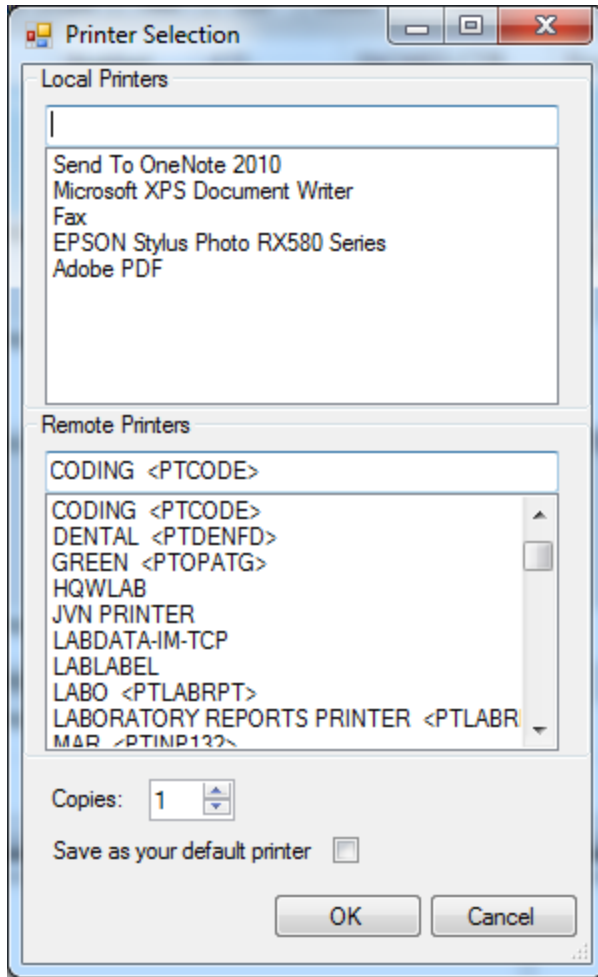 Printer Selection
Local Printers
Send To OneNote 2010
Microsoft XPS Document Writer
Fax
EPSON Stylus Photo RX580 Series
Adobe PDF
Remote Printers
CODING <PTCODE>
CODING <PTCODE>
DENTAL <PTDENFD>
GREEN <PTOPATG>
HQWLAB
JVN PRINTER
LABDATA-IM-TCP
LABLABEL
LABO <PTLABRPT>
LABORATORY REPORTS PRINTER <PTLABR
MAR <PTINP132>
Copies: 1
Save as your default printer
OK Cancel